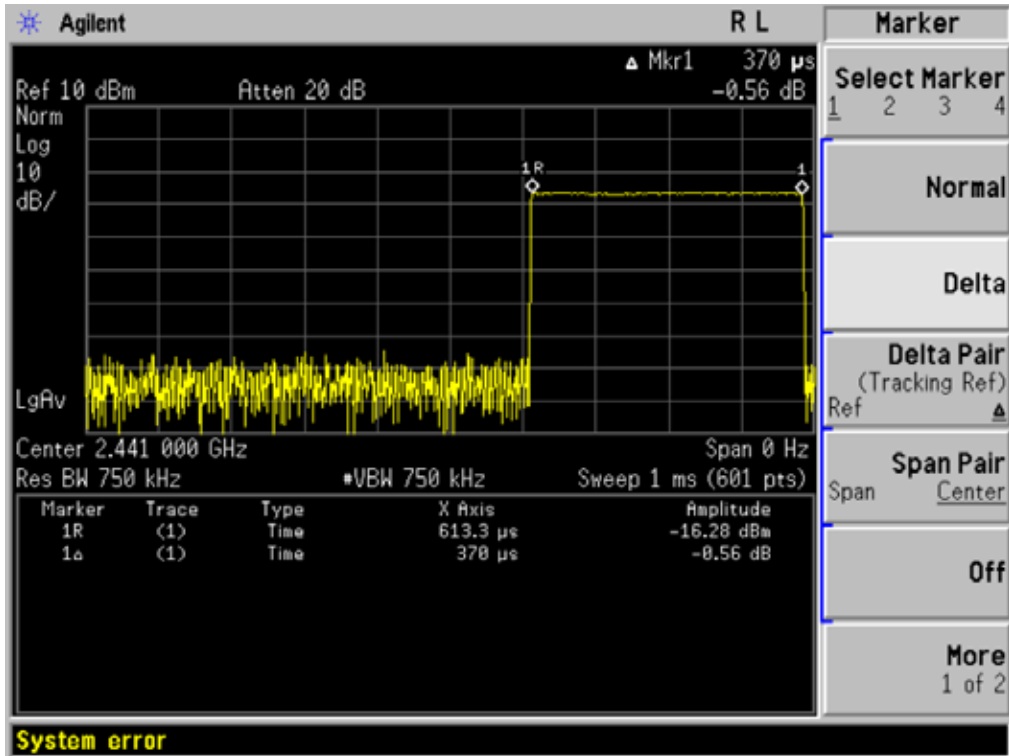 Agilent R L Marker
Δ Mkr1 370 µs
Ref 10 dBm Atten 20 dB -0.56 dB
Norm
Log
10
dB/
1R 1
LgAv
Center 2.441 000 GHz Span 0 Hz
Res BW 750 kHz #VBW 750 kHz Sweep 1 ms (601 pts)
Marker Trace Type X Axis Amplitude
1R (1) Time 613.3 µs -16.28 dBm
1Δ (1) Time 370 µs -0.56 dB
System error
Select Marker
1 2 3 4
Normal
Delta
Delta Pair
(Tracking Ref)
Ref Δ
Span Pair
Span Center
Off
More
1 of 2